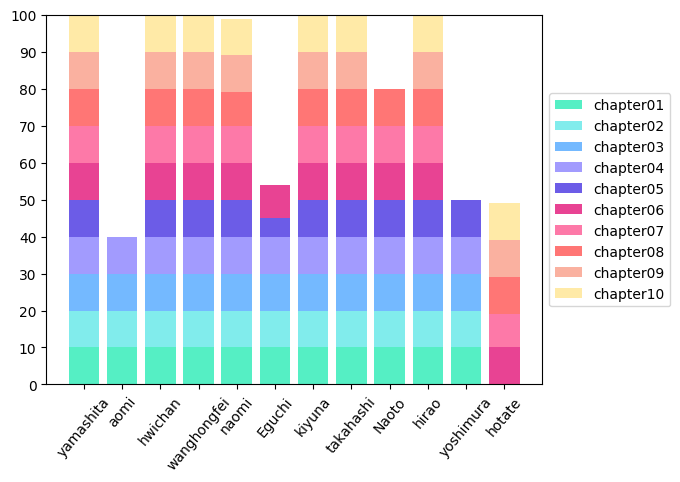 100
90
80
70
60
50
40
30
20
10
0
yamashita
aomi
hwichan
wanghongfei
naomi
Eguchi
kiyuna
takahashi
Naoto
hirao
yoshimura
hotate
chapter01
chapter02
chapter03
chapter04
chapter05
chapter06
chapter07
chapter08
chapter09
chapter10